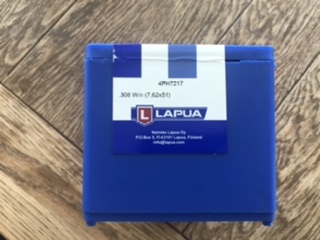 4PH7217
.308 Win (7.62x51)
LAPUA
Nammo Lapua Oy
P.O.Box 5, FI-62101 Lapua, Finland
info@lapua.com